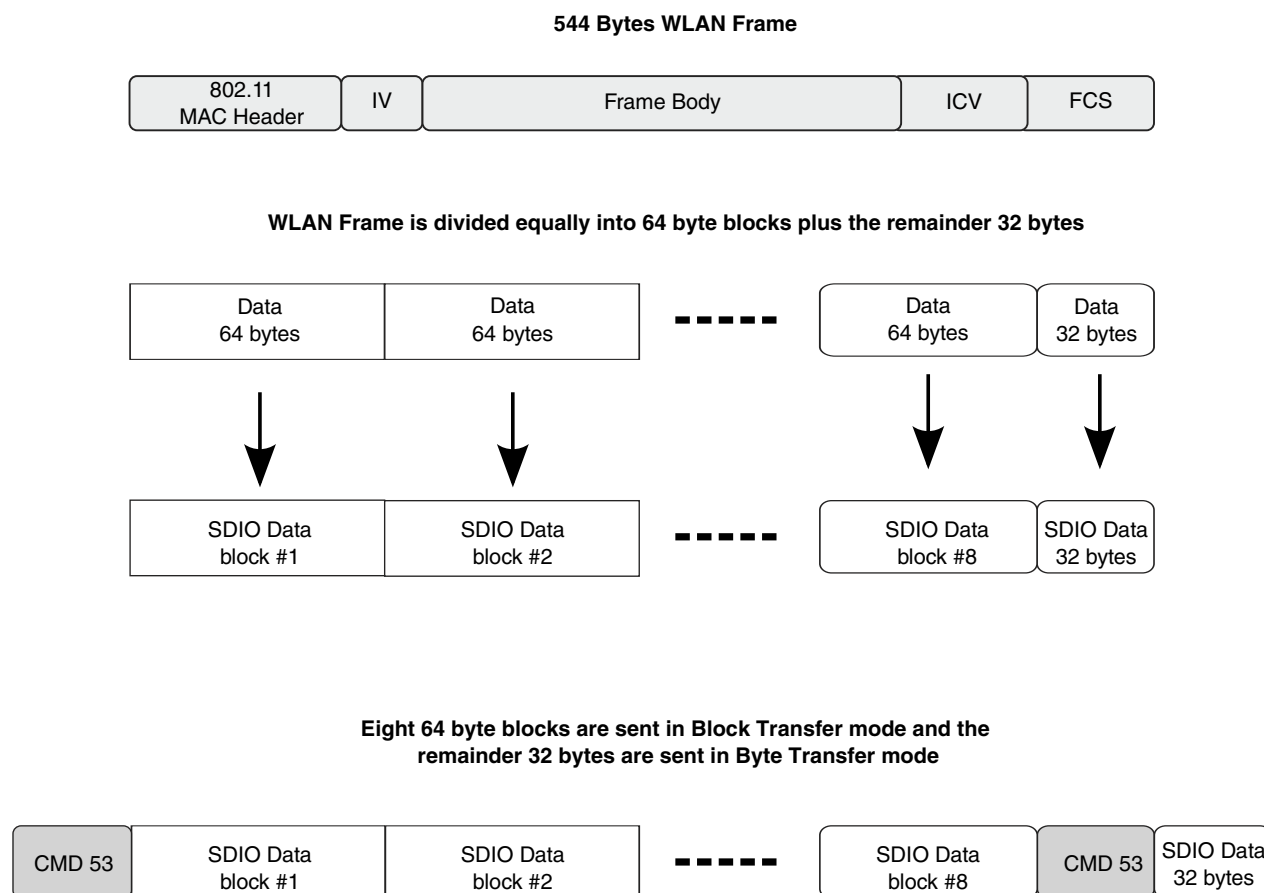 544 Bytes WLAN Frame
802.11
MAC Header
IV
Frame Body
ICV
FCS
WLAN Frame is divided equally into 64 byte blocks plus the remainder 32 bytes
Data
64 bytes
Data
64 bytes
Data
64 bytes
Data
32 bytes
SDIO Data
block #1
SDIO Data
block #2
SDIO Data
block #8
SDIO Data
32 bytes
Eight 64 byte blocks are sent in Block Transfer mode and the
remainder 32 bytes are sent in Byte Transfer mode
CMD 53
SDIO Data
block #1
SDIO Data
block #2
SDIO Data
block #8
CMD 53
SDIO Data
32 bytes